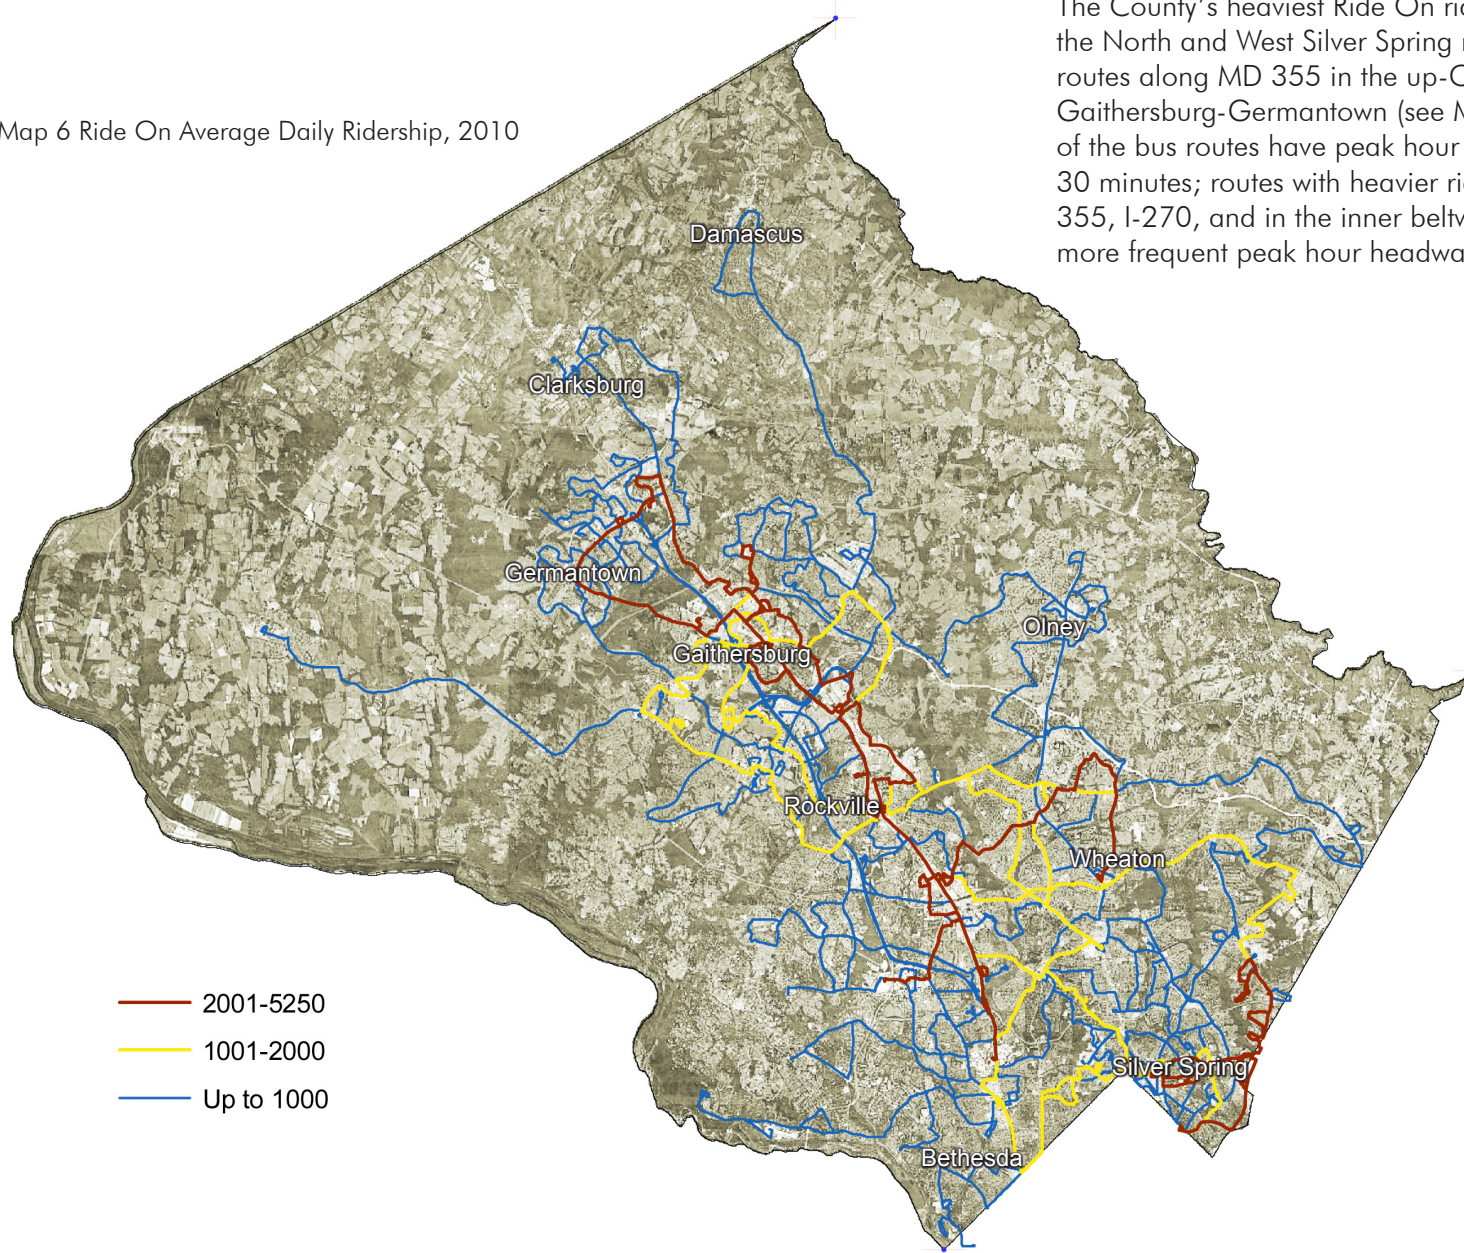 The County's heaviest Ride On
the North and West Silver Spring
routes along MD 355 in the
Gaithersburg-Germantown (see
of the bus routes have peak hour
30 minutes; routes with heavier
355, I-270, and in the inner
more frequent peak hour
Map 6 Ride On Average Daily Ridership, 2010
Damascus
Clarksburg
Germantown
Olney
Gaithersburg
Rockville
Wheaton
Silver Spring
Bethesda
2001-5250
1001-2000
Up to 1000